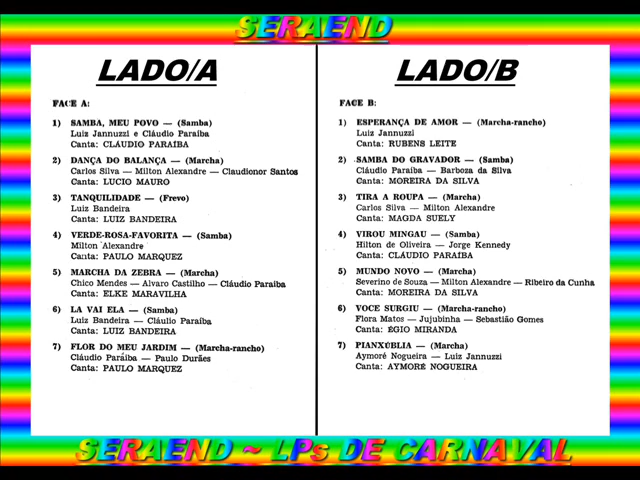 SERAEND
LADO/A
FACE A:
1) SAMBA, MEU POVO — (Samba)
Luiz Jannuzzi e Cláudio Paraíba
Canta: CLÁUDIO PARAÍBA
2) DANÇA DO BALANÇA — (Marcha)
Carlos Silva — Milton Alexandre — Claudionor Santos
Canta: LUCIO MAURO
3) TANQUILIDADE — (Frevo)
Luiz Bandeira
Canta: LUIZ BANDEIRA
4) VERDE-ROSA-FAVORITA — (Samba)
Milton Alexandre
Canta: PAULO MARQUEZ
5) MARCHA DA ZEBRA — (Marcha)
Chico Mendes — Alvaro Castilho — Cláudio Paraíba
Canta: ELKE MARAVILHA
6) LA VAI ELA — (Samba)
Luiz Bandeira — Cláulio Paraíba
Canta: LUIZ BANDEIRA
7) FLOR DO MEU JARDIM — (Marcha-rancho)
Cláudio Paráiba — Paulo Durães
Canta: PAULO MARQUEZ
LADO/B
FACE B:
1) ESPERANÇA DE AMOR — (Marcha-rancho)
Luiz Jannuzzi
Canta: RUBENS LEITE
2) SAMBA DO GRAVADOR — (Samba)
Cláudio Paraíba — Barboza da Silva
Canta: MOREIRA DA SILVA
3) TIRA A ROUPA — (Marcha)
Carlos Silva — Milton Alexandre
Canta: MAGDA SUELY
4) VIROU MINGAU — (Samba)
Hilton de Oliveira — Jorge Kennedy
Canta: CLÁUDIO PARAÍBA
5) MUNDO NOVO — (Marcha)
Severino de Souza — Milton Alexandre — Ribeiro da Cunha
Canta: MOREIRA DA SILVA
6) VOCE SURGIU — (Marcha-rancho)
Flora Matos — Jujubinha — Sebastião Gomes
Canta: ÉGIO MIRANDA
7) PIANXÚBLIA — (Marcha)
Aymoré Nogueira — Luiz Jannuzzi
Canta: AYMORÉ NOGUEIRA
SERAEND ~ LPs DE CARNAVAL